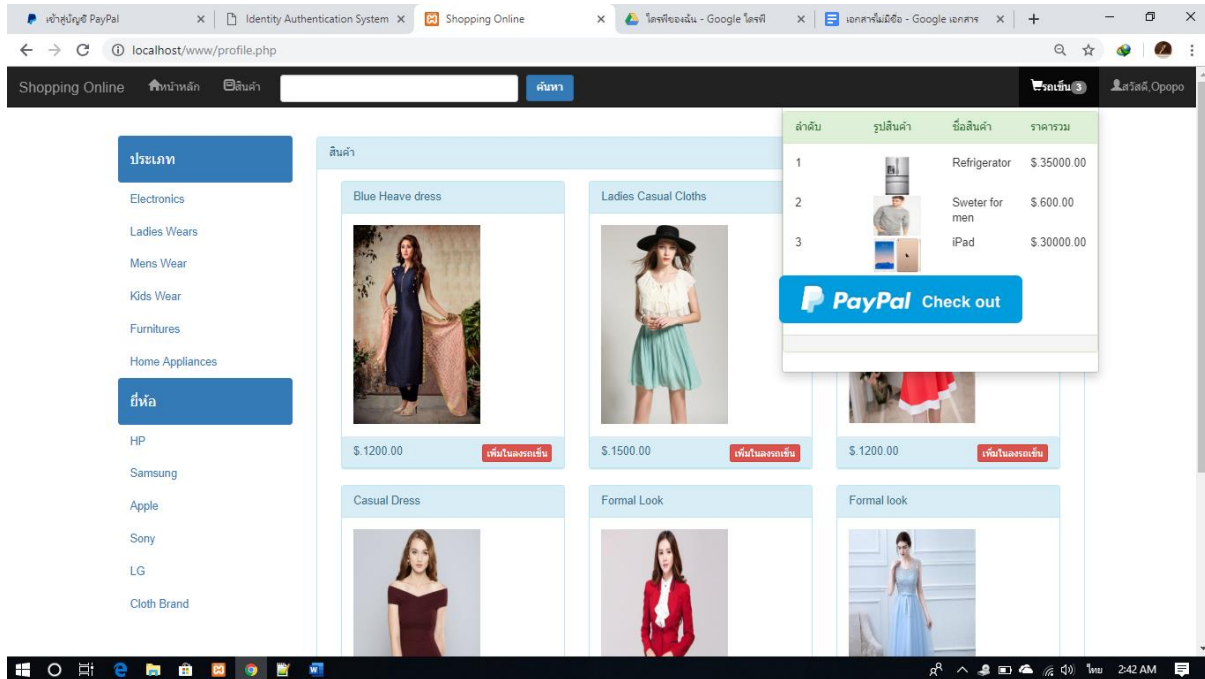 เข้าสู่บัญชี PayPal
Identity Authentication System
Shopping Online
ไดรฟ์ของฉัน - Google ไดรฟ์
เอกสารไม่มีชื่อ - Google เอกสาร
localhost/www/profile.php
Shopping Online
หน้าหลัก
สินค้า
ค้นหา
รถเข็น 3
สวัสดี,Opopo
ลำดับ รูปสินค้า ชื่อสินค้า ราคารวม
1 Refrigerator $.35000.00
2 Sweter for men $.600.00
3 iPad $.30000.00
PayPal Check out
ประเภท
Electronics
Ladies Wears
Mens Wear
Kids Wear
Furnitures
Home Appliances
ยี่ห้อ
HP
Samsung
Apple
Sony
LG
Cloth Brand
สินค้า
Blue Heave dress
Ladies Casual Cloths
$.1200.00 เพิ่มในลงรถเข็น
$.1500.00 เพิ่มในลงรถเข็น
$.1200.00 เพิ่มในลงรถเข็น
Casual Dress
Formal Look
Formal look
ไทย
2:42 AM